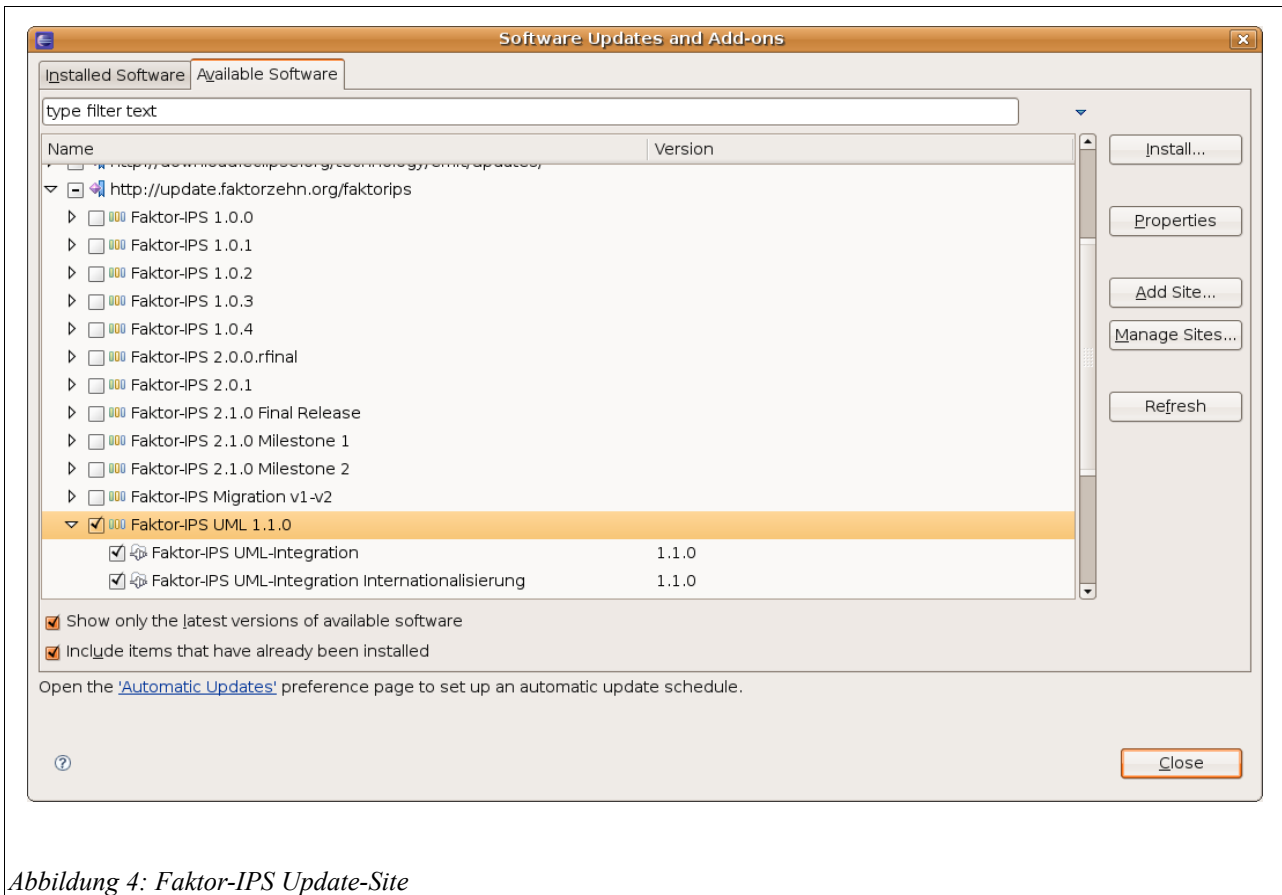 Software Updates and Add-ons
Installed Software
Available Software
type filter text
Name
Version
Install...
http://download.eclipse.org/technology/emft/updates/
http://update.faktorzehn.org/faktorips
Faktor-IPS 1.0.0
Properties
Faktor-IPS 1.0.1
Faktor-IPS 1.0.2
Add Site...
Faktor-IPS 1.0.3
Faktor-IPS 1.0.4
Manage Sites...
Faktor-IPS 2.0.0.rfinal
Faktor-IPS 2.0.1
Faktor-IPS 2.1.0 Final Release
Refresh
Faktor-IPS 2.1.0 Milestone 1
Faktor-IPS 2.1.0 Milestone 2
Faktor-IPS Migration v1-v2
Faktor-IPS UML 1.1.0
Faktor-IPS UML-Integration 1.1.0
Faktor-IPS UML-Integration Internationalisierung 1.1.0
Show only the latest versions of available software
Include items that have already been installed
Open the 'Automatic Updates' preference page to set up an automatic update schedule.
Close
Abbildung 4: Faktor-IPS Update-Site